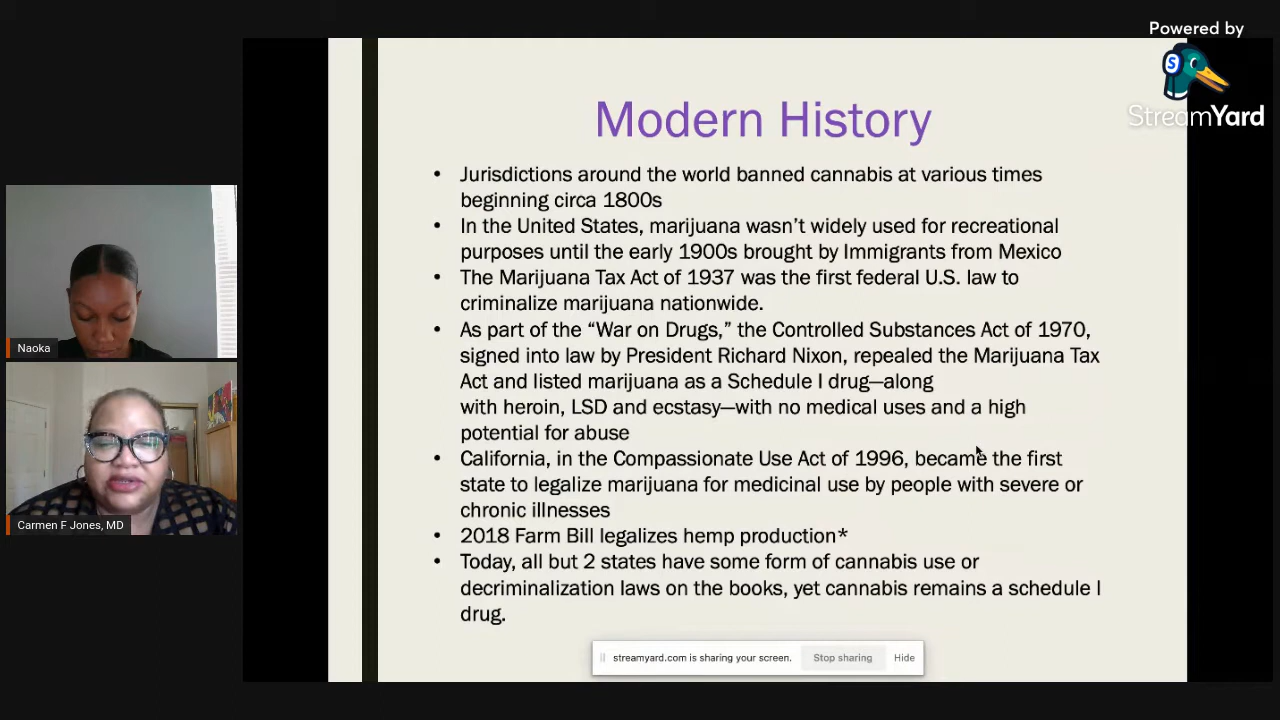 Powered by
StreamYard
Modern History
• Jurisdictions around the world banned cannabis at various times
beginning circa 1800s
• In the United States, marijuana wasn’t widely used for recreational
purposes until the early 1900s brought by Immigrants from Mexico
• The Marijuana Tax Act of 1937 was the first federal U.S. law to
criminalize marijuana nationwide.
• As part of the “War on Drugs,” the Controlled Substances Act of 1970,
signed into law by President Richard Nixon, repealed the Marijuana Tax
Act and listed marijuana as a Schedule I drug—along
with heroin, LSD and ecstasy—with no medical uses and a high
potential for abuse
• California, in the Compassionate Use Act of 1996, became the first
state to legalize marijuana for medicinal use by people with severe or
chronic illnesses
• 2018 Farm Bill legalizes hemp production*
• Today, all but 2 states have some form of cannabis use or
decriminalization laws on the books, yet cannabis remains a schedule I
drug.
Naoka
Carmen F Jones, MD
streamyard.com is sharing your screen. Stop sharing Hide